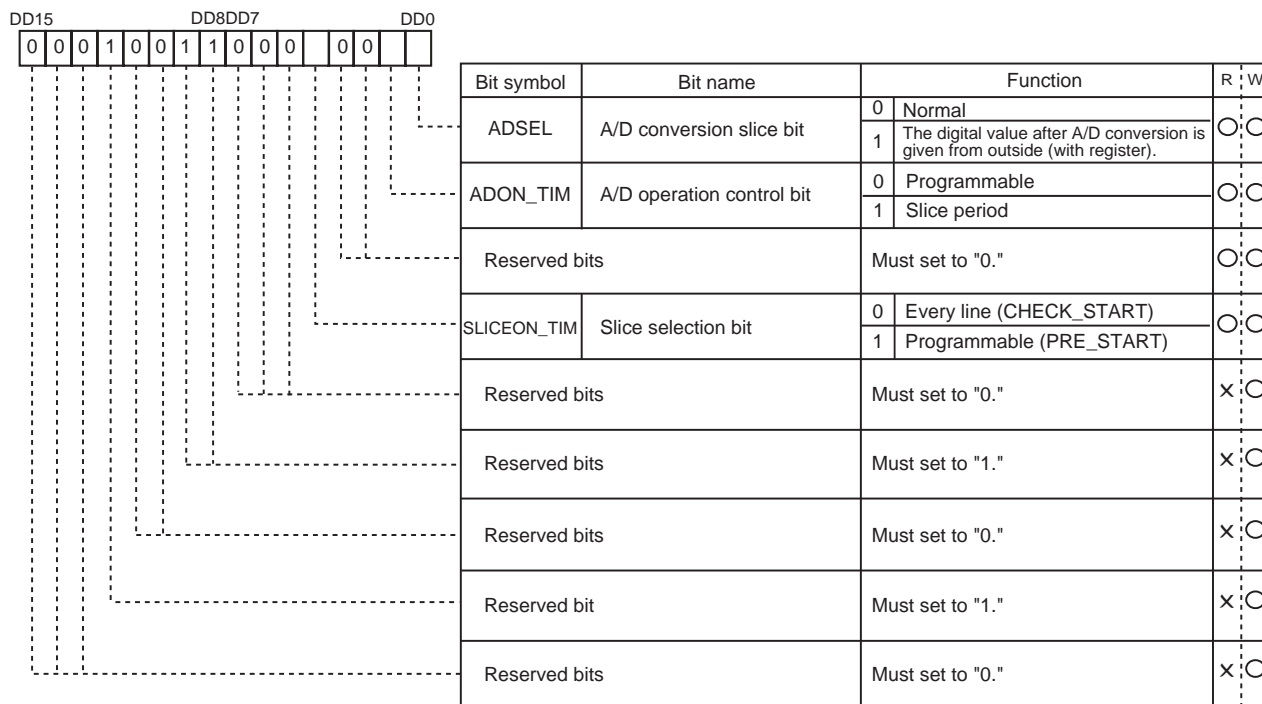 DD15 DD8DD7 DD0
0 0 0 1 0 0 1 1 0 0 0 0 0
Bit symbol Bit name Function R W
ADSEL A/D conversion slice bit 0 Normal
1 The digital value after A/D conversion is
given from outside (with register).
ADON_TIM A/D operation control bit 0 Programmable
1 Slice period
Reserved bits Must set to "0."
SLICEON_TIM Slice selection bit 0 Every line (CHECK_START)
1 Programmable (PRE_START)
Reserved bits Must set to "0."
Reserved bits Must set to "1."
Reserved bits Must set to "0."
Reserved bit Must set to "1."
Reserved bits Must set to "0."